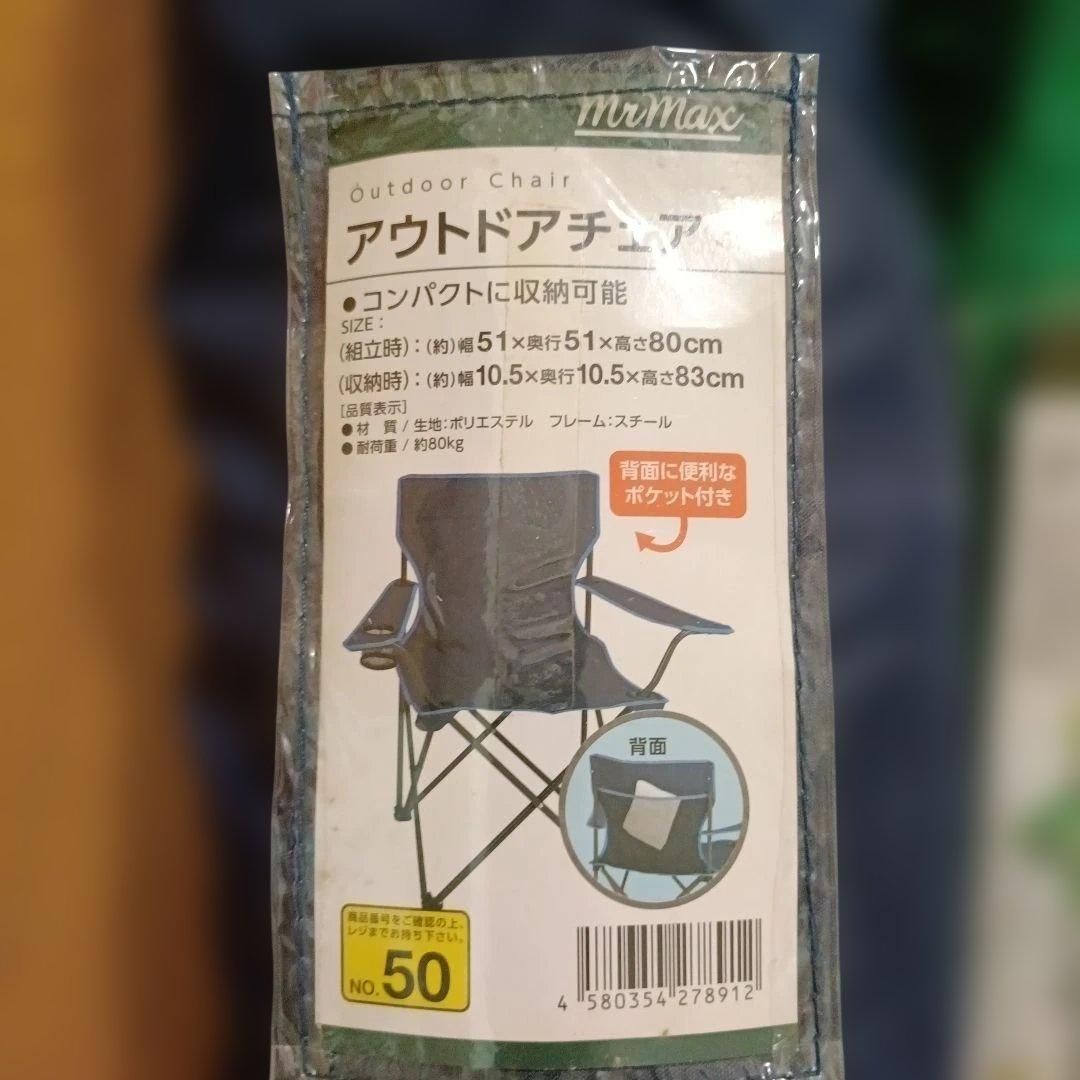 MrMax
Outdoor Chair
アウトドアチェア
●コンパクトに収納可能
SIZE：
（組立時）：（約）幅51×奥行51×高さ80cm
（収納時）：（約）幅10.5×奥行10.5×高さ83cm
［品質表示］
●材　質 / 生地：ポリエステル　フレーム：スチール
●耐荷重 / 約80kg
背面に便利な
ポケット付き
背面
商品番号をご確認の上、
レジまでお持ち下さい。
NO. 50
4 580354 278912